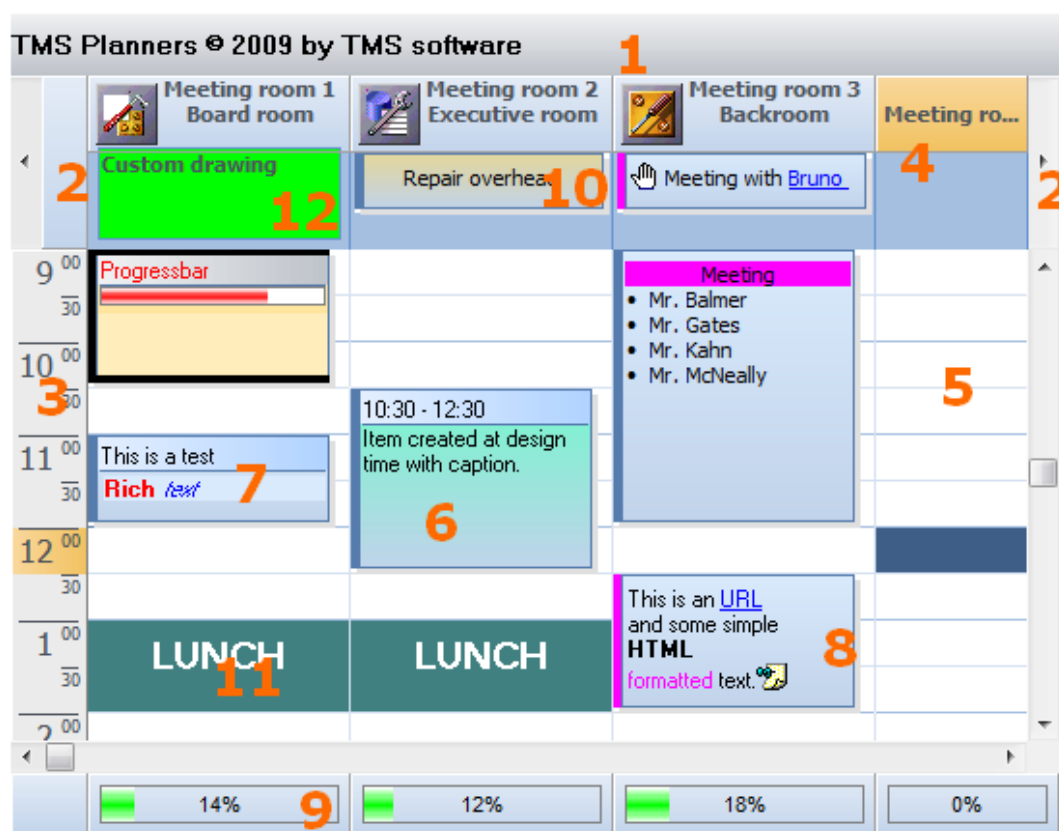 TMS Planners © 2009 by TMS software
1
Meeting room 1
Board room
Meeting room 2
Executive room
Meeting room 3
Backroom
Meeting ro...
4
2
2
Custom drawing
12
Repair overhead
10
Meeting with Bruno
9 00
30
10 00
30
3
11 00
30
12 00
30
1 00
30
2 00
Progressbar
This is a test
Rich text
7
LUNCH
11
10:30 - 12:30
Item created at design
time with caption.
6
LUNCH
Meeting
• Mr. Balmer
• Mr. Gates
• Mr. Kahn
• Mr. McNeally
This is an URL
and some simple
HTML
formatted text.
8
5
14%
9
12%
18%
0%